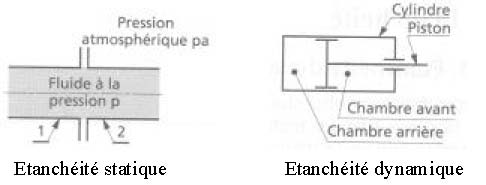 Pression
atmosphérique pa
Fluide à la
pression p
1
2
Etanchéité statique
Cylindre
Piston
Chambre avant
Chambre arrière
Etanchéité dynamique